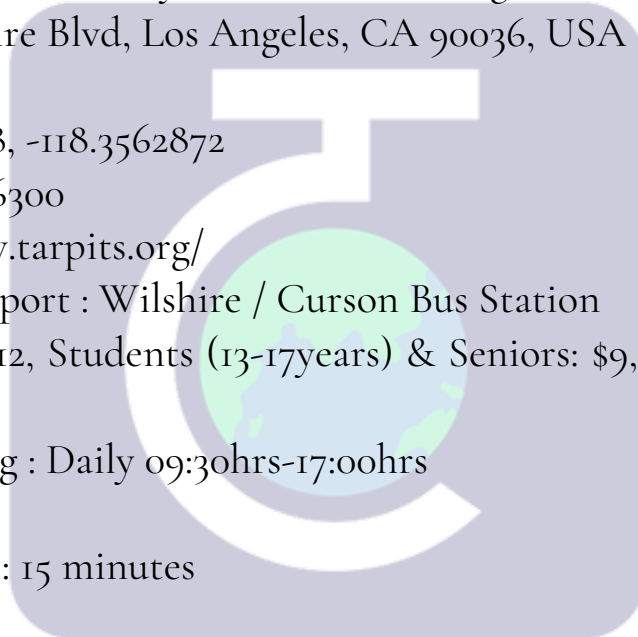 re Blvd, Los Angeles, CA 90036, USA
, -118.3562872
6300
.tarpits.org/
port : Wilshire / Curson Bus Station
12, Students (13-17years) & Seniors: $9,
g : Daily 09:30hrs-17:00hrs
: 15 minutes